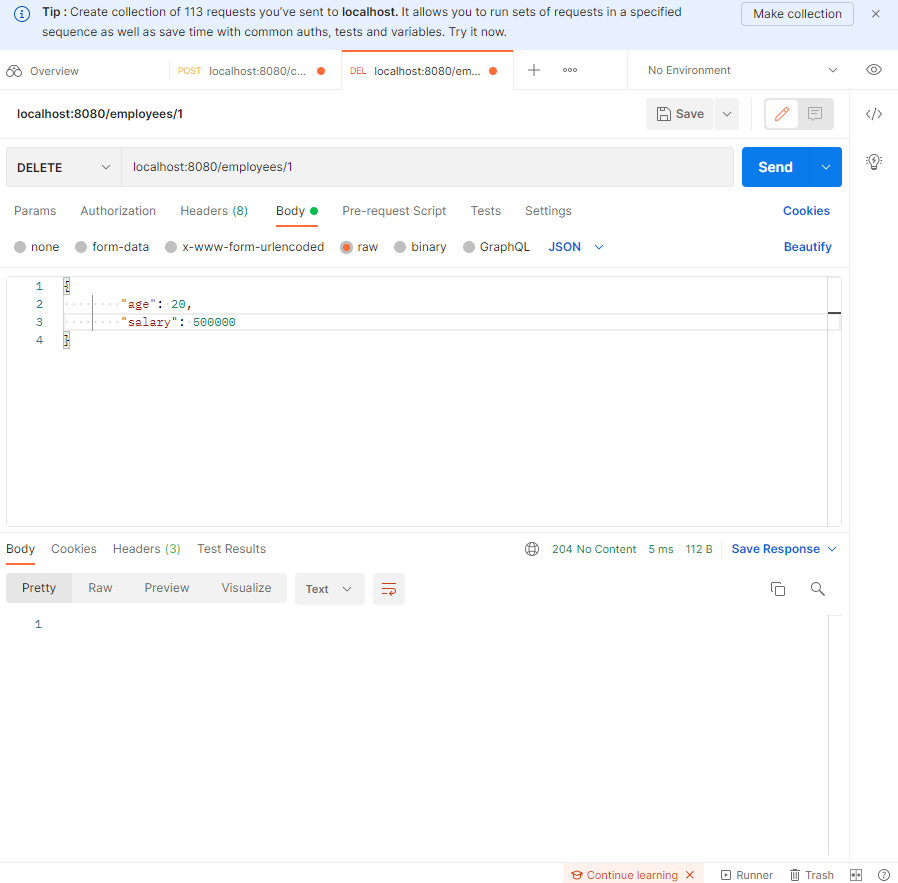 Tip : Create collection of 113 requests you've sent to localhost. It allows you to run sets of requests in a specified
sequence as well as save time with common auths, tests and variables. Try it now.
Make collection
Overview
POST localhost:8080/c...
DEL localhost:8080/em...
No Environment
localhost:8080/employees/1
Save
DELETE
localhost:8080/employees/1
Send
Params Authorization Headers (8) Body Pre-request Script Tests Settings Cookies
none form-data x-www-form-urlencoded raw binary GraphQL JSON Beautify
1 {
2 "age": 20,
3 "salary": 500000
4 }
Body Cookies Headers (3) Test Results 204 No Content 5 ms 112 B Save Response
Pretty Raw Preview Visualize Text
1
Continue learning Runner Trash